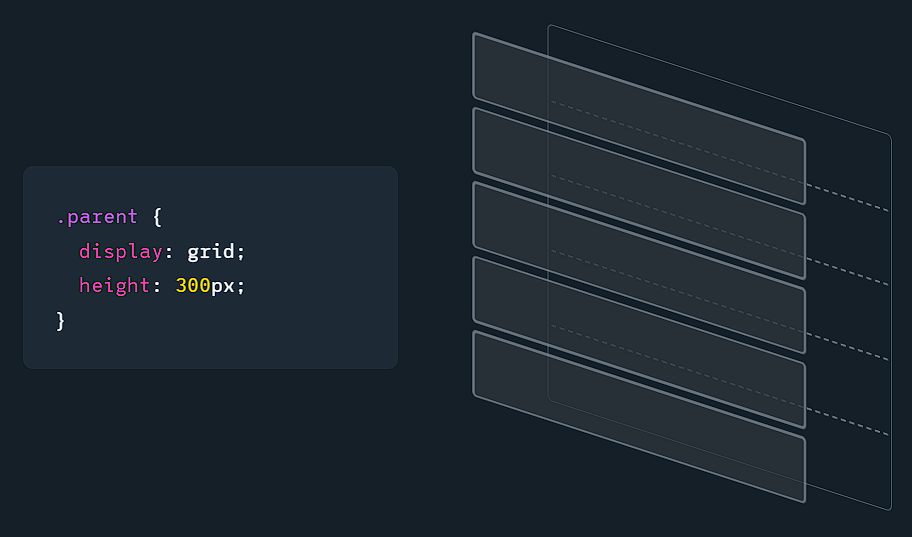 .parent {
  display: grid;
  height: 300px;
}